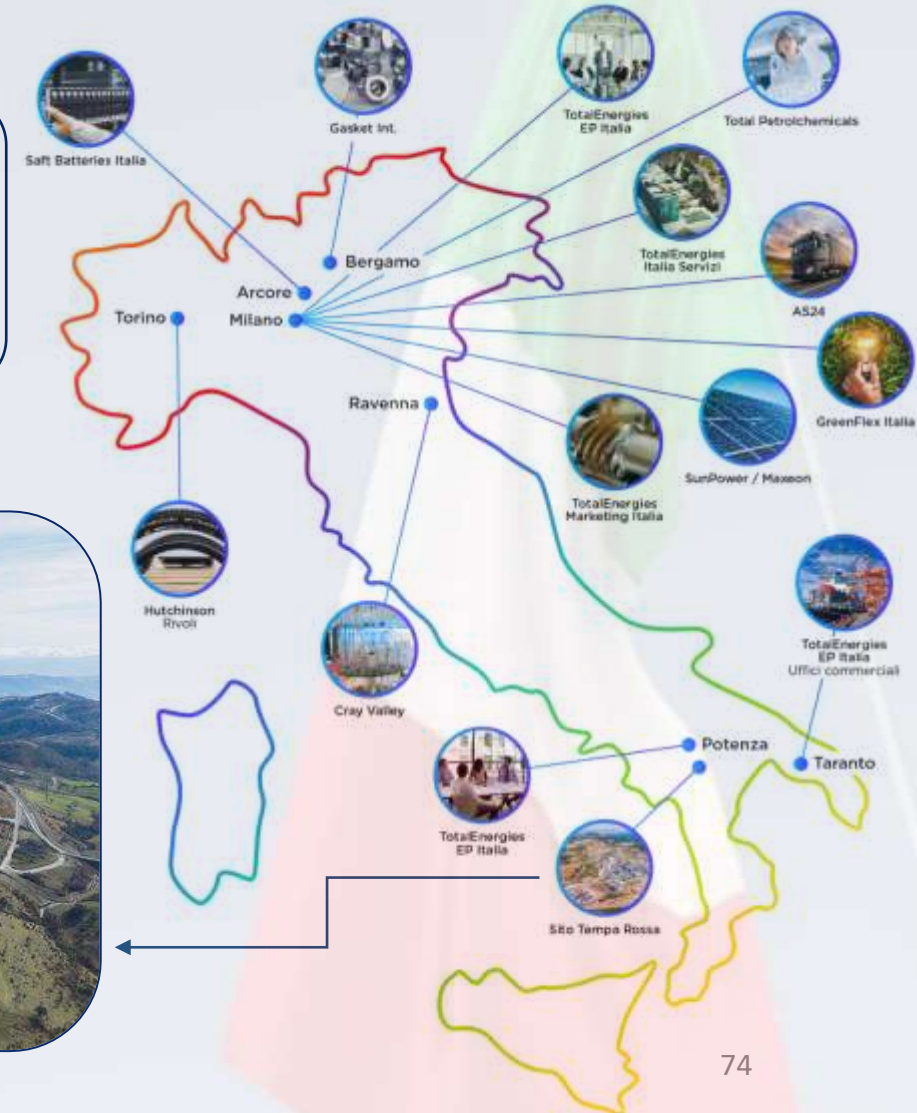 TotalEnergies
EP Italia
Total Petrolchemicals
Gasket Int.
Saft Batteries Italia
TotalEnergies
Italia Servizi
Bergamo
Arcore
AS24
Torino
Milano
Ravenna
GreenFlex Italia
SunPower / Maxeon
TotalEnergies
Marketing Italia
Hutchinson
Rivoli
TotalEnergies
EP Italia
Uffici commerciali
Cray Valley
Potenza
Taranto
TotalEnergies
EP Italia
Sito Tempa Rossa
74